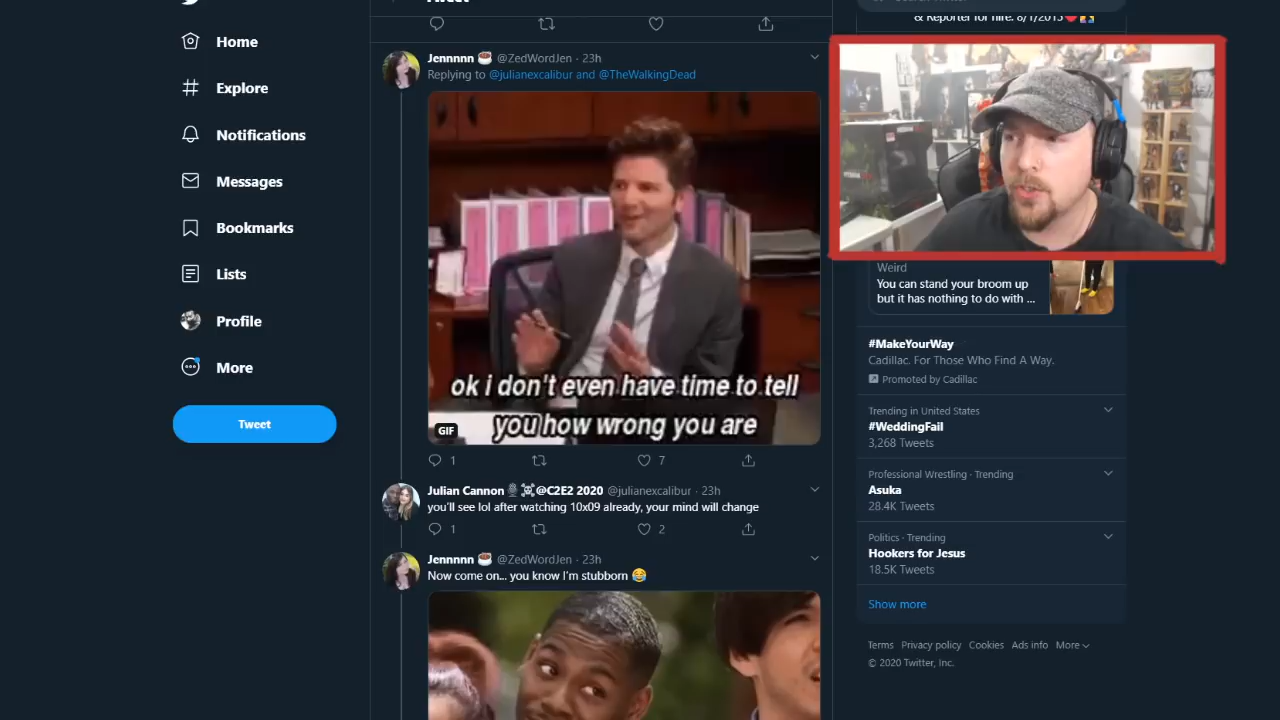 Home
Explore
Notifications
Messages
Bookmarks
Lists
Profile
More
Tweet
Jennnnn @ZedWordJen · 23h
Replying to @julianexcalibur and @TheWalkingDead
ok i don't even have time to tell
you how wrong you are
GIF
1
7
Julian Cannon @C2E2 2020 @julianexcalibur · 23h
you'll see lol after watching 10x09 already, your mind will change
1
2
Jennnnn @ZedWordJen · 23h
Now come on... you know I'm stubborn
& Reporter for hire. 8/1/2015
Weird
You can stand your broom up
but it has nothing to do with ...
#MakeYourWay
Cadillac. For Those Who Find A Way.
Promoted by Cadillac
Trending in United States
#WeddingFail
3,268 Tweets
Professional Wrestling · Trending
Asuka
28.4K Tweets
Politics · Trending
Hookers for Jesus
18.5K Tweets
Show more
Terms Privacy policy Cookies Ads info More
© 2020 Twitter, Inc.